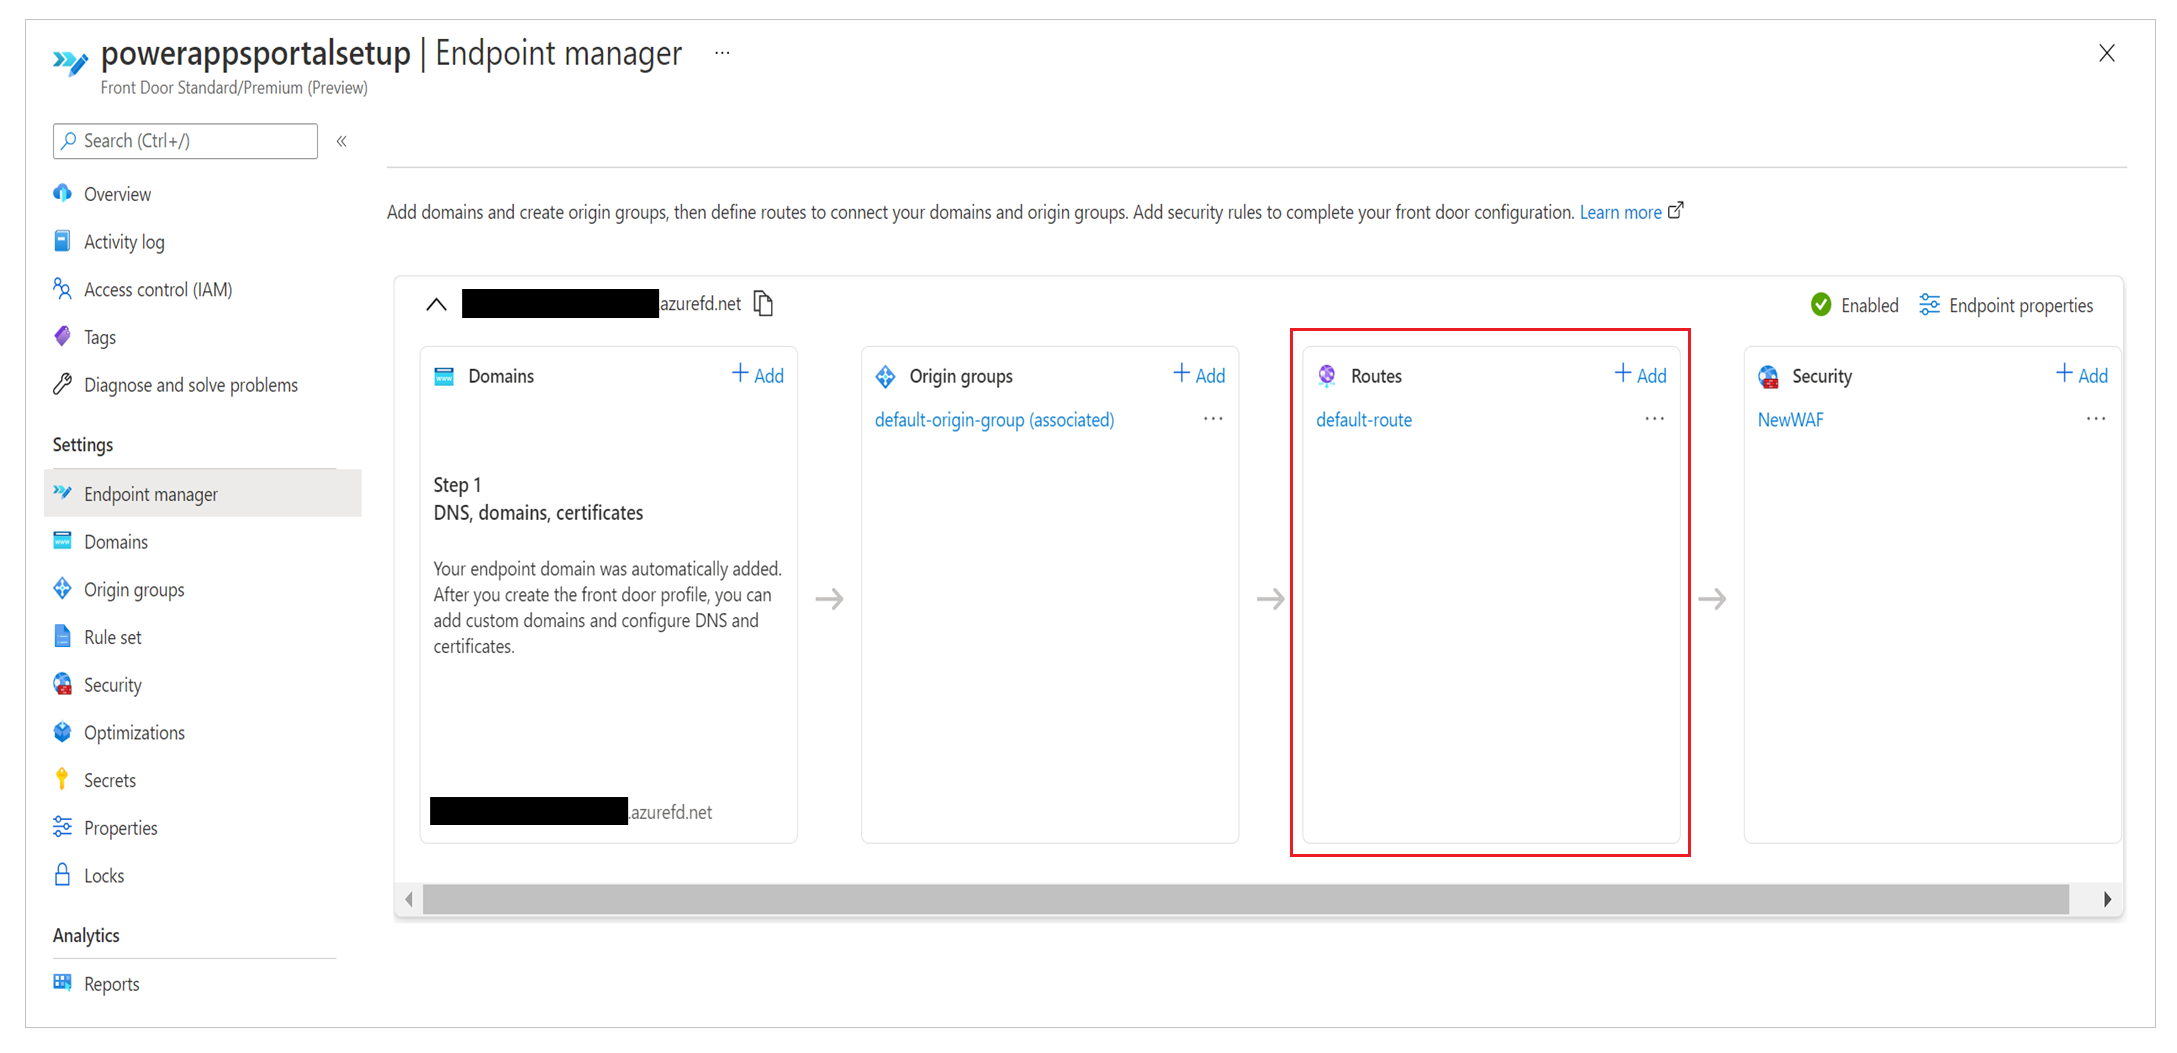 powerappsportalsetup | Endpoint manager ...
Front Door Standard/Premium (Preview)
Search (Ctrl+/)
«
Overview
Activity log
Access control (IAM)
Tags
Diagnose and solve problems
Settings
Endpoint manager
Domains
Origin groups
Rule set
Security
Optimizations
Secrets
Properties
Locks
Analytics
Reports
Add domains and create origin groups, then define routes to connect your domains and origin groups. Add security rules to complete your front door configuration. Learn more
azurefd.net
Enabled
Endpoint properties
Domains
+ Add
Step 1
DNS, domains, certificates
Your endpoint domain was automatically added.
After you create the front door profile, you can
add custom domains and configure DNS and
certificates.
.azurefd.net
Origin groups
+ Add
default-origin-group (associated) ...
Routes
+ Add
default-route ...
Security
+ Add
NewWAF ...